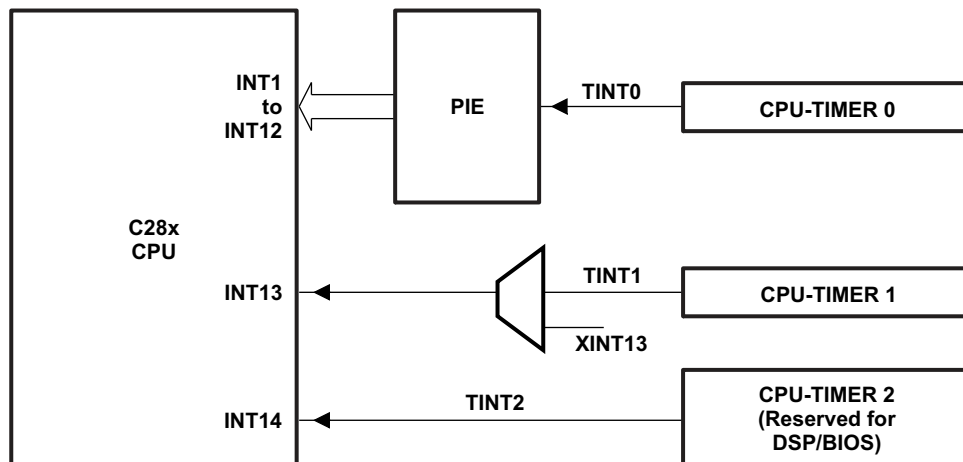 INT1
to
INT12
PIE
TINT0
CPU-TIMER 0
C28x
CPU
INT13
TINT1
CPU-TIMER 1
XINT13
INT14
TINT2
CPU-TIMER 2
(Reserved for
DSP/BIOS)